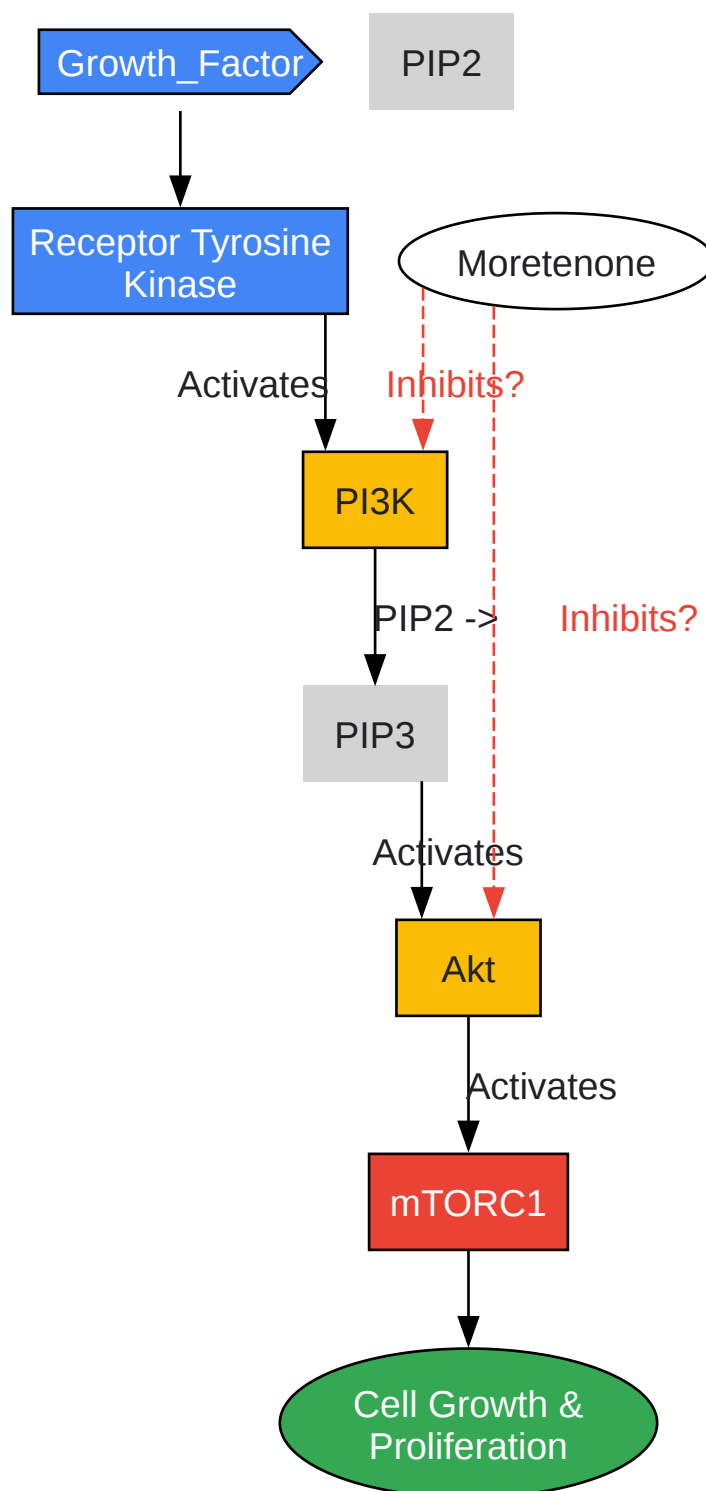 Growth_Factor
PIP2
Receptor Tyrosine
Kinase
Moretenone
Activates
Inhibits?
PI3K
PIP2 ->
Inhibits?
PIP3
Activates
Akt
Activates
mTORC1
Cell Growth &
Proliferation